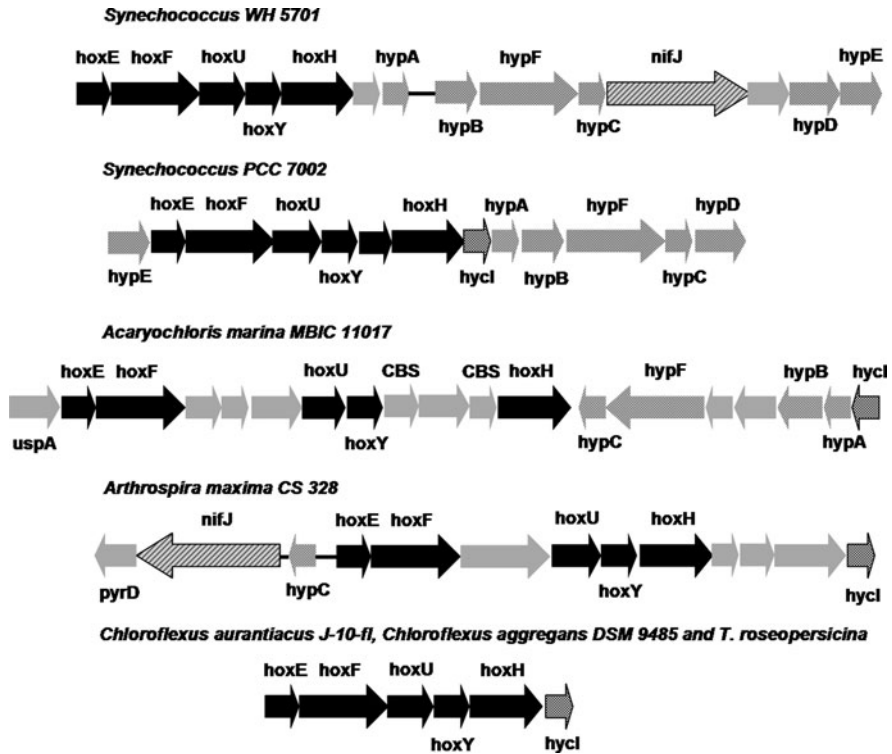 Synechococcus WH 5701
hoxE hoxF hoxU hoxH hypA hypF nifJ hypE
hoxY hypB hypC hypD
Synechococcus PCC 7002
hoxE hoxF hoxU hoxH hypA hypF hypD
hypE hoxY hycI hypB hypC
Acaryochloris marina MBIC 11017
hoxE hoxF hoxU CBS CBS hoxH hypF hypB hycI
uspA hoxY hypC hypA
Arthrospira maxima CS 328
nifJ hoxE hoxF hoxU hoxH
pyrD hypC hoxY hycI
Chloroflexus aurantiacus J-10-fl, Chloroflexus aggregans DSM 9485 and T. roseopersicina
hoxE hoxF hoxU hoxH
hoxY hycI